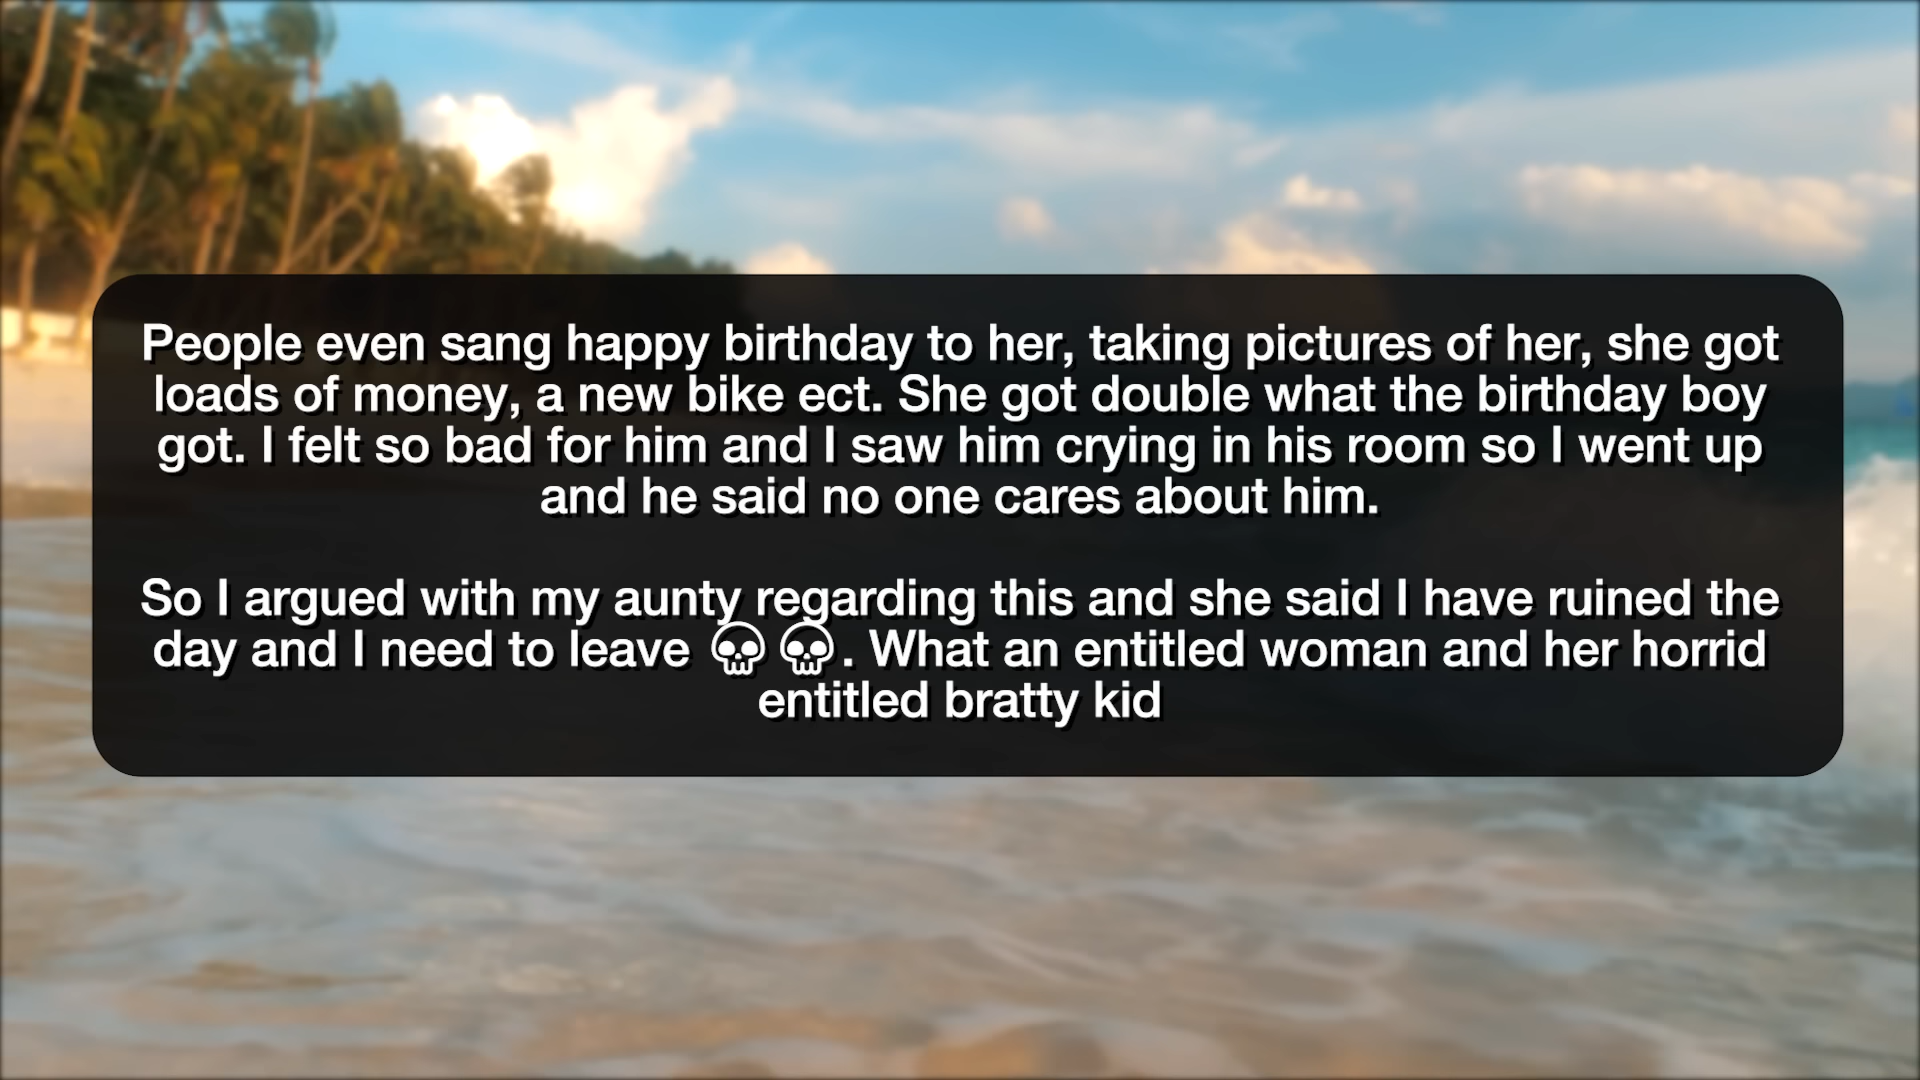 People even sang happy birthday to her, taking pictures of her, she got
loads of money, a new bike ect. She got double what the birthday boy
got. I felt so bad for him and I saw him crying in his room so I went up
and he said no one cares about him.
So I argued with my aunty regarding this and she said I have ruined the
day and I need to leave 💀💀. What an entitled woman and her horrid
entitled bratty kid